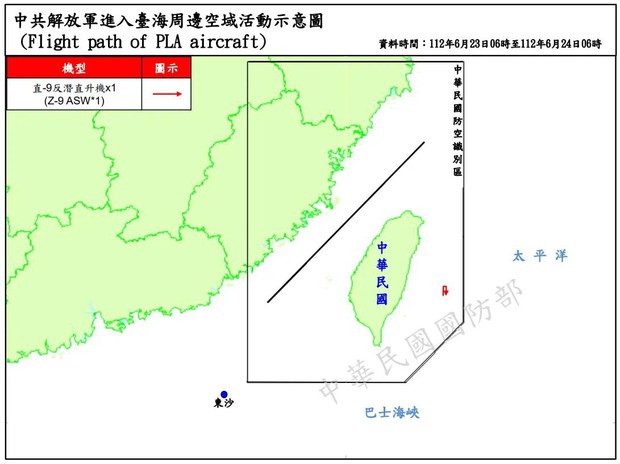 中共解放軍進入臺海周邊空域活動示意圖
(Flight path of PLA aircraft)
資料時間：112年6月23日06時至112年6月24日06時
機型
圖示
直-9反潛直升機x1
(Z-9 ASW*1)
中華民國防空識別區
中華民國
太平洋
中華民國國防部
東沙
巴士海峽